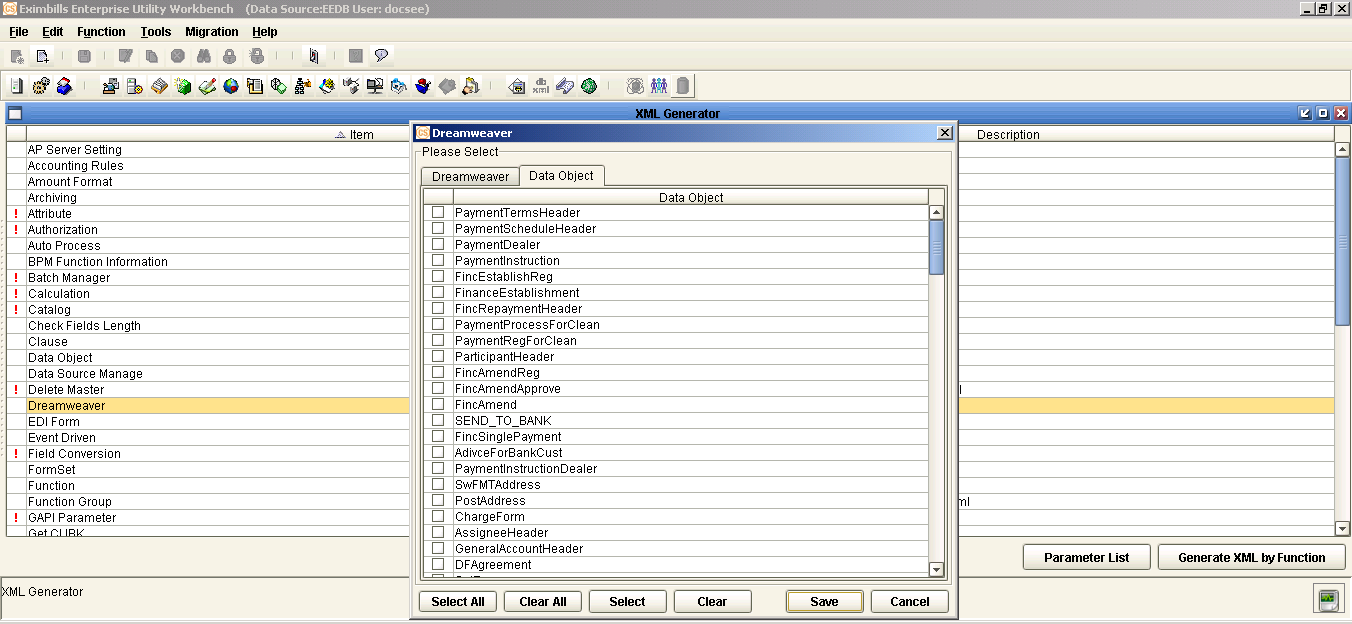 Eximbills Enterprise Utility Workbench (Data Source:EEDB User: docsee)
File Edit Function Tools Migration Help
XML Generator
Item Description
AP Server Setting
Accounting Rules
Amount Format
Archiving
! Attribute
! Authorization
Auto Process
BPM Function Information
! Batch Manager
! Calculation
! Catalog
Check Fields Length
Clause
Data Object
Data Source Manage
! Delete Master
Dreamweaver
EDI Form
Event Driven
! Field Conversion
FormSet
Function
Function Group
ml
! GAPI Parameter
Dreamweaver
Please Select
Dreamweaver Data Object
Data Object
PaymentTermsHeader
PaymentScheduleHeader
PaymentDealer
PaymentInstruction
FincEstablishReg
FinanceEstablishment
FincRepaymentHeader
PaymentProcessForClean
PaymentRegForClean
ParticipantHeader
FincAmendReg
FincAmendApprove
FincAmend
SEND_TO_BANK
FincSinglePayment
AdivceForBankCust
PaymentInstructionDealer
SwFMTAddress
PostAddress
ChargeForm
AssigneeHeader
GeneralAccountHeader
DFAgreement
Select All Clear All Select Clear Save Cancel
Parameter List Generate XML by Function
XML Generator